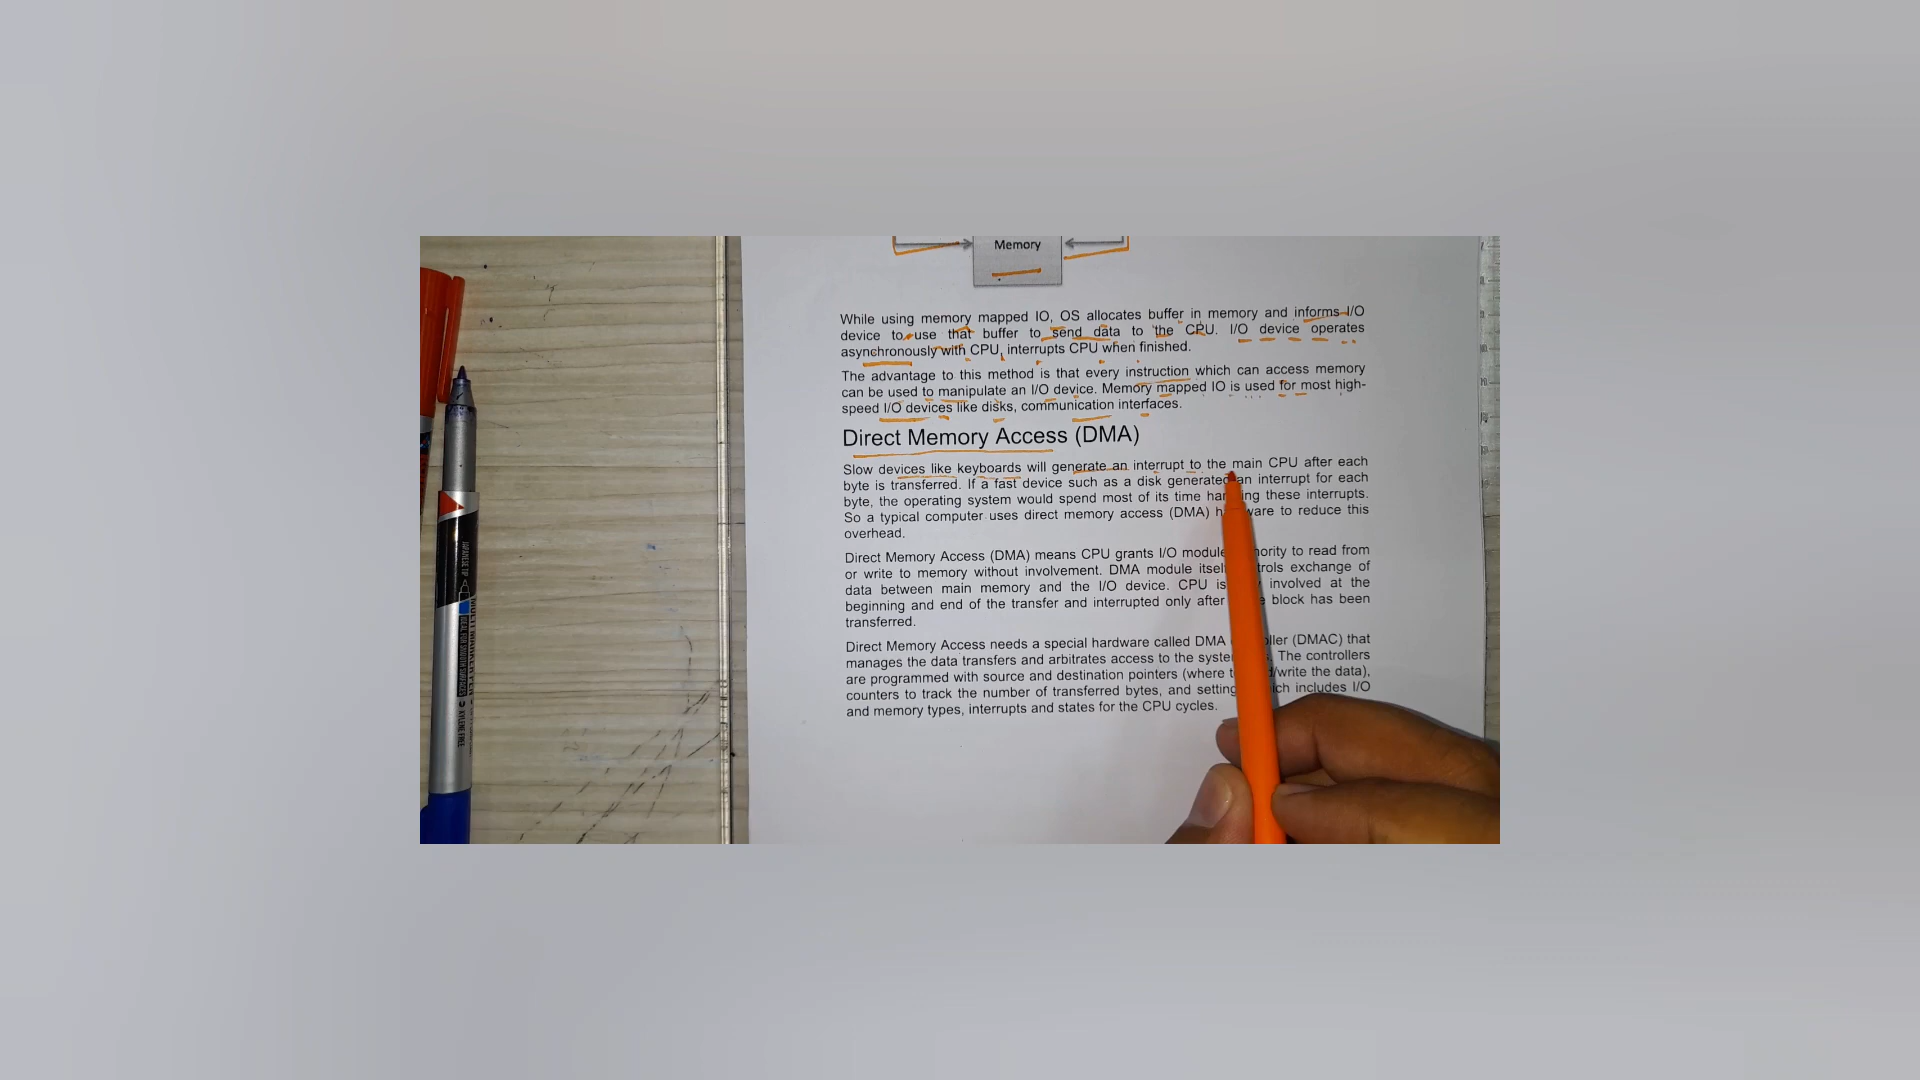 Memory
While using memory mapped IO, OS allocates buffer in memory and informs I/O
device to use that buffer to send data to the CPU. I/O device operates
asynchronously with CPU, interrupts CPU when finished.
The advantage to this method is that every instruction which can access memory
can be used to manipulate an I/O device. Memory mapped IO is used for most high-
speed I/O devices like disks, communication interfaces.
Direct Memory Access (DMA)
Slow devices like keyboards will generate an interrupt to the main CPU after each
byte is transferred. If a fast device such as a disk generated an interrupt for each
byte, the operating system would spend most of its time ing these interrupts.
So a typical computer uses direct memory access (DMA) ware to reduce this
overhead.
Direct Memory Access (DMA) means CPU grants I/O module to read from
or write to memory without involvement. DMA module exchange of
data between main memory and the I/O device. CPU is involved at the
beginning and end of the transfer and interrupted only after block has been
transferred.
Direct Memory Access needs a special hardware called DMA (DMAC) that
manages the data transfers and arbitrates access to the The controllers
are programmed with source and destination pointers (where the data),
counters to track the number of transferred bytes, and includes I/O
and memory types, interrupts and states for the CPU cycles.
JAPANESE TIP
XYLENE FREE